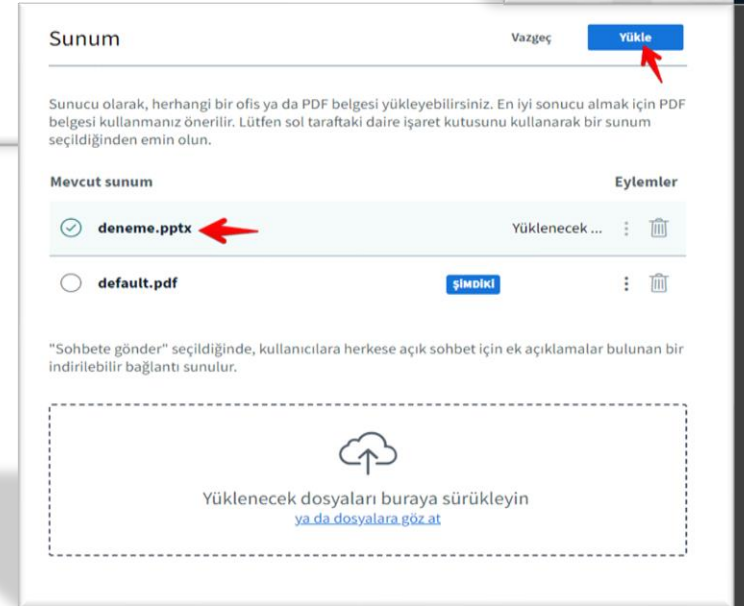 Sunum
Vazgeç
Yükle
Sunucu olarak, herhangi bir ofis ya da PDF belgesi yükleyebilirsiniz. En iyi sonucu almak için PDF
belgesi kullanmanız önerilir. Lütfen sol taraftaki daire işaret kutusunu kullanarak bir sunum
seçildiğinden emin olun.
Mevcut sunum
Eylemler
deneme.pptx
Yüklenecek ...
default.pdf
ŞİMDİKİ
"Sohbete gönder" seçildiğinde, kullanıcılara herkese açık sohbet için ek açıklamalar bulunan bir
indirilebilir bağlantı sunulur.
Yüklenecek dosyaları buraya sürükleyin
ya da dosyalara göz at